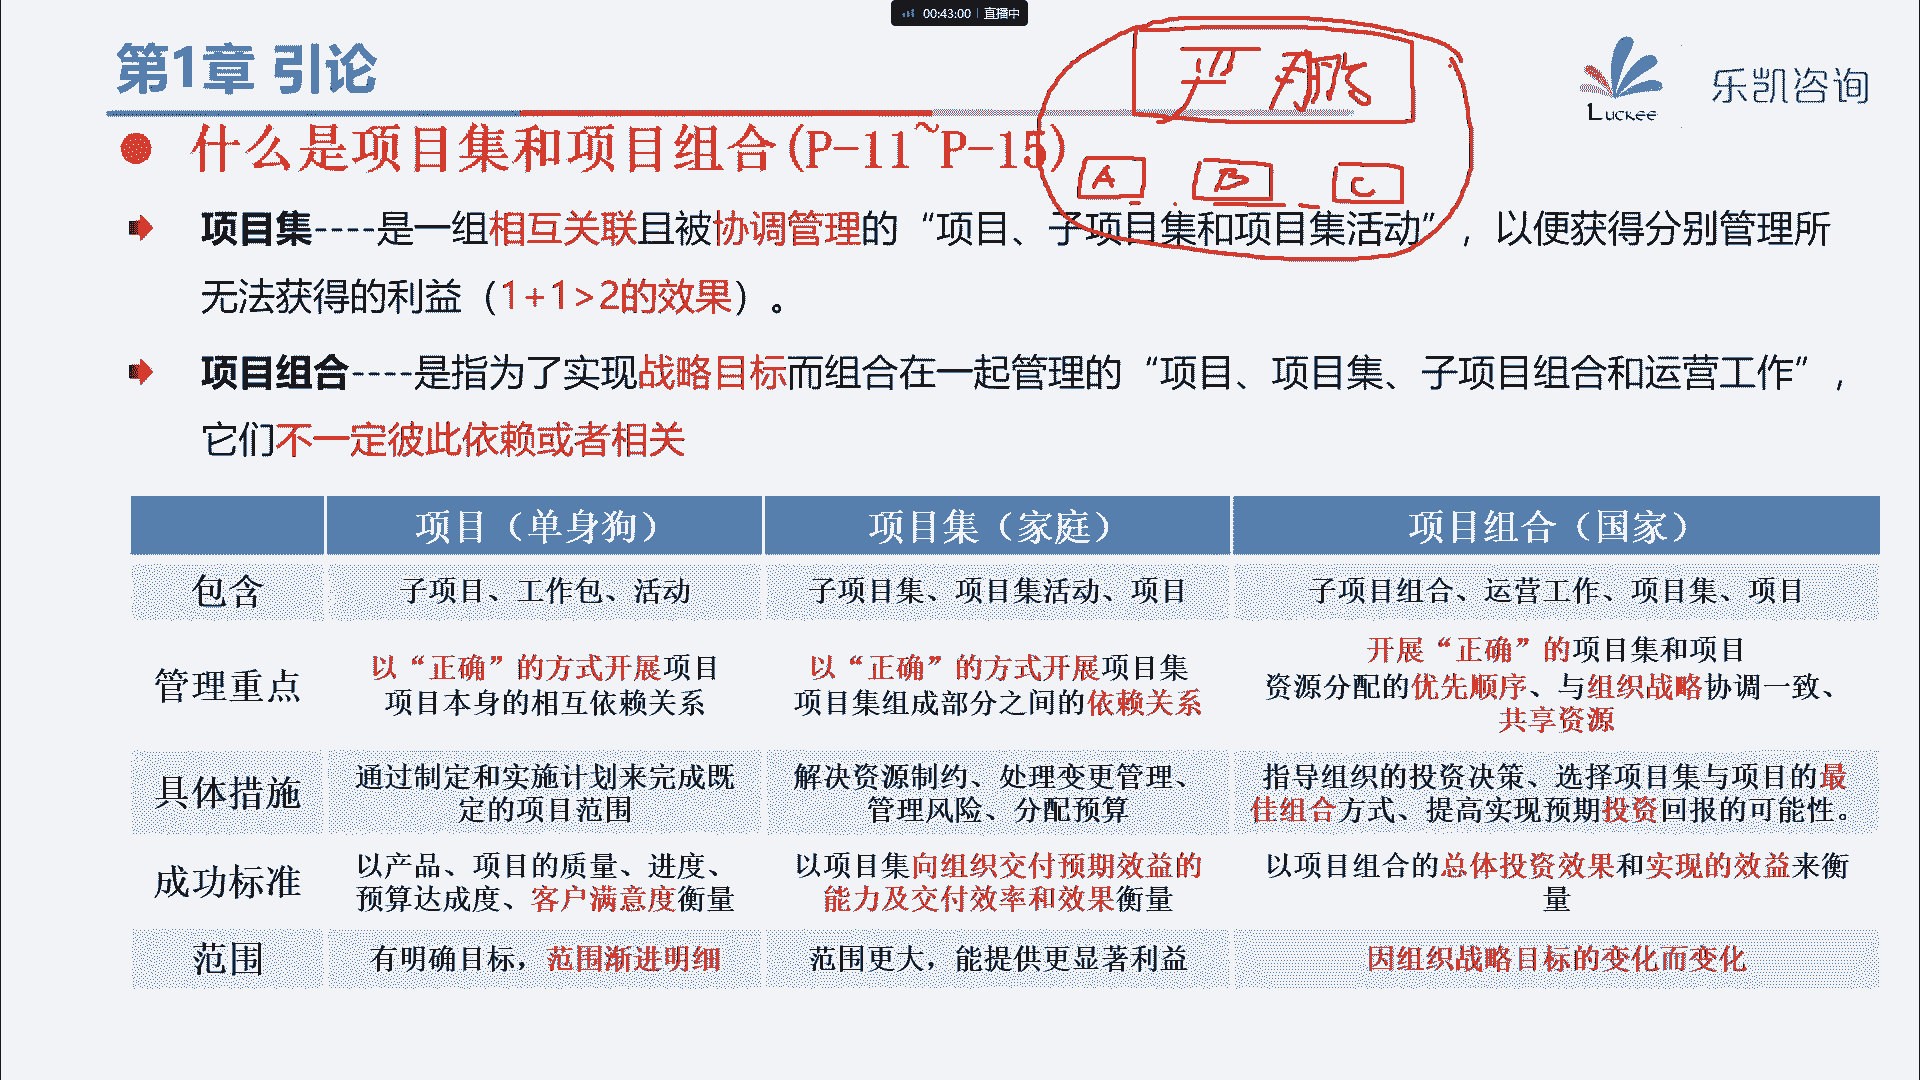 00:43:00 直播中
第1章 引论
Luckee 乐凯咨询
什么是项目集和项目组合(P-11~P-15)
A B C
项目集----是一组相互关联且被协调管理的“项目、子项目集和项目集活动”，以便获得分别管理所
无法获得的利益（1+1>2的效果）。
项目组合----是指为了实现战略目标而组合在一起管理的“项目、项目集、子项目组合和运营工作”，
它们不一定彼此依赖或者相关
项目（单身狗） 项目集（家庭） 项目组合（国家）
包含 子项目、工作包、活动 子项目集、项目集活动、项目 子项目组合、运营工作、项目集、项目
管理重点
以“正确”的方式开展项目
项目本身的相互依赖关系
以“正确”的方式开展项目集
项目集组成部分之间的依赖关系
开展“正确”的项目集和项目
资源分配的优先顺序、与组织战略协调一致、
共享资源
具体措施
通过制定和实施计划来完成既
定的项目范围
解决资源制约、处理变更管理、
管理风险、分配预算
指导组织的投资决策、选择项目集与项目的最
佳组合方式、提高实现预期投资回报的可能性。
成功标准
以产品、项目的质量、进度、
预算达成度、客户满意度衡量
以项目集向组织交付预期效益的
能力及交付效率和效果衡量
以项目组合的总体投资效果和实现的效益来衡
量
范围 有明确目标，范围渐进明细 范围更大，能提供更显著利益 因组织战略目标的变化而变化